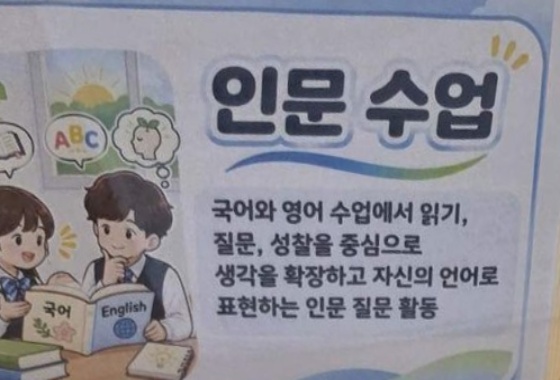 인문 수업
ABC
국어와 영어 수업에서 읽기,
질문, 성찰을 중심으로
생각을 확장하고 자신의 언어로
표현하는 인문 질문 활동
국어
English